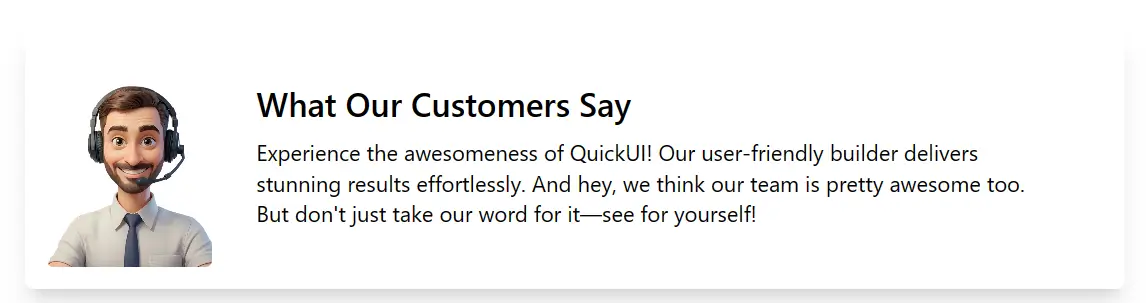 What Our Customers Say
Experience the awesomeness of QuickUI! Our user-friendly builder delivers
stunning results effortlessly. And hey, we think our team is pretty awesome too.
But don't just take our word for it—see for yourself!